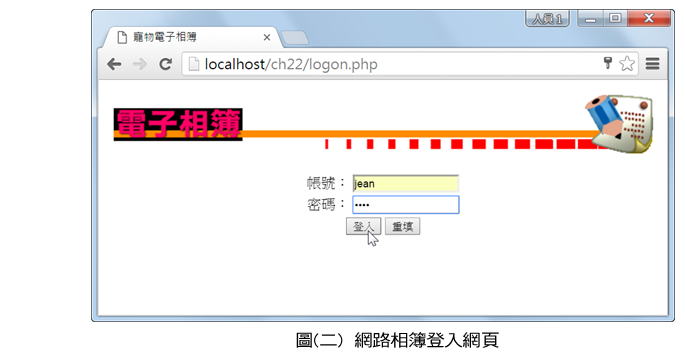 人員 1
寵物電子相簿
localhost/ch22/logon.php
電子相簿
帳號： jean
密碼： ••••
登入 重填
圖(二) 網路相簿登入網頁